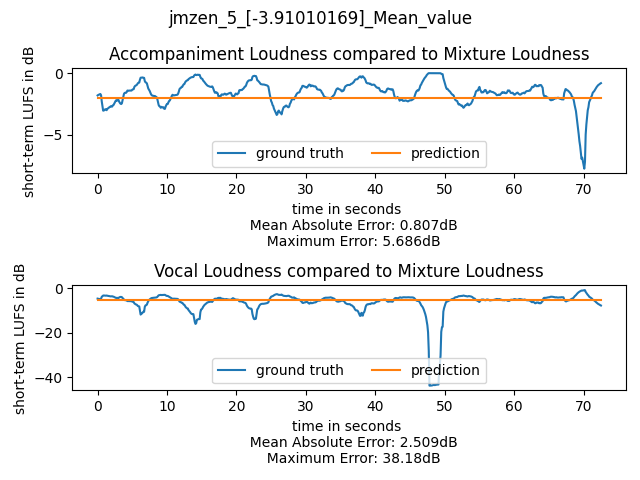 jmzen_5_[-3.91010169]_Mean_value
Accompaniment Loudness compared to Mixture Loudness
short-term LUFS in dB
0
−5
ground truth
prediction
0 10 20 30 40 50 60 70
time in seconds
Mean Absolute Error: 0.807dB
Maximum Error: 5.686dB
Vocal Loudness compared to Mixture Loudness
short-term LUFS in dB
0
−20
−40
ground truth
prediction
0 10 20 30 40 50 60 70
time in seconds
Mean Absolute Error: 2.509dB
Maximum Error: 38.18dB